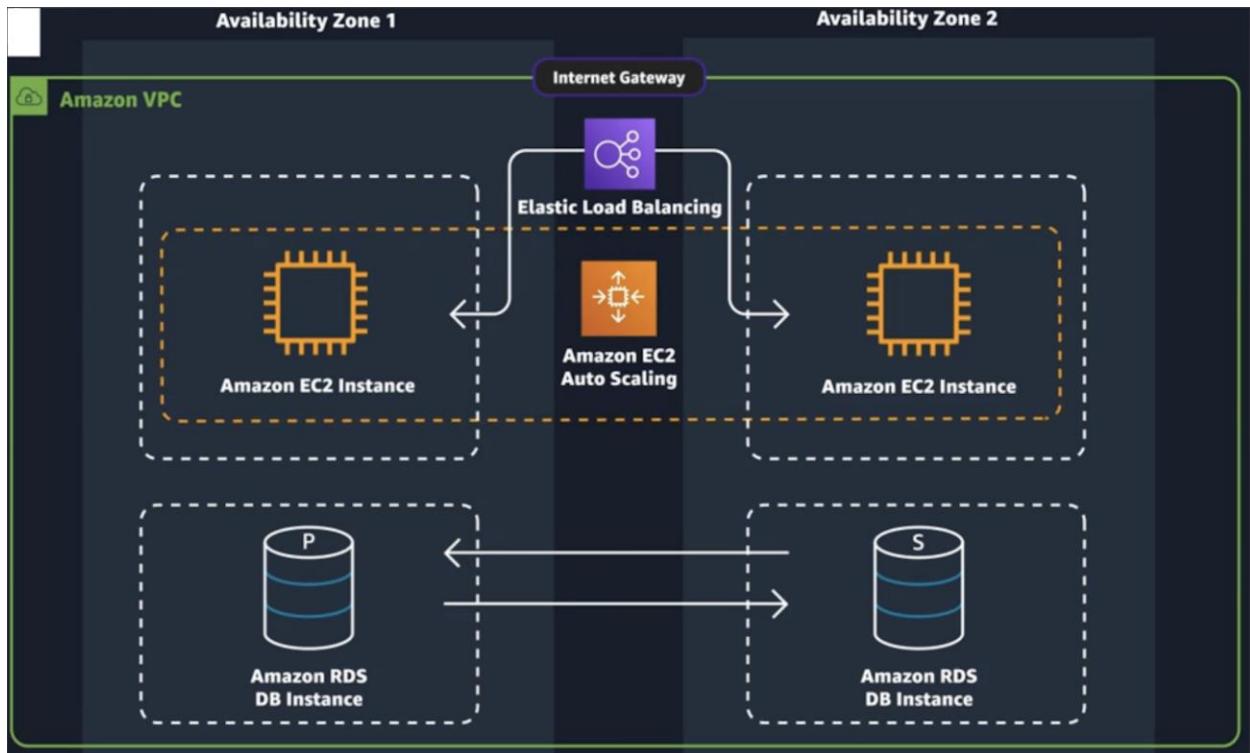 Availability Zone 1
Availability Zone 2
Internet Gateway
Amazon VPC
Elastic Load Balancing
Amazon EC2
Auto Scaling
Amazon EC2 Instance
Amazon EC2 Instance
P
S
Amazon RDS
DB Instance
Amazon RDS
DB Instance